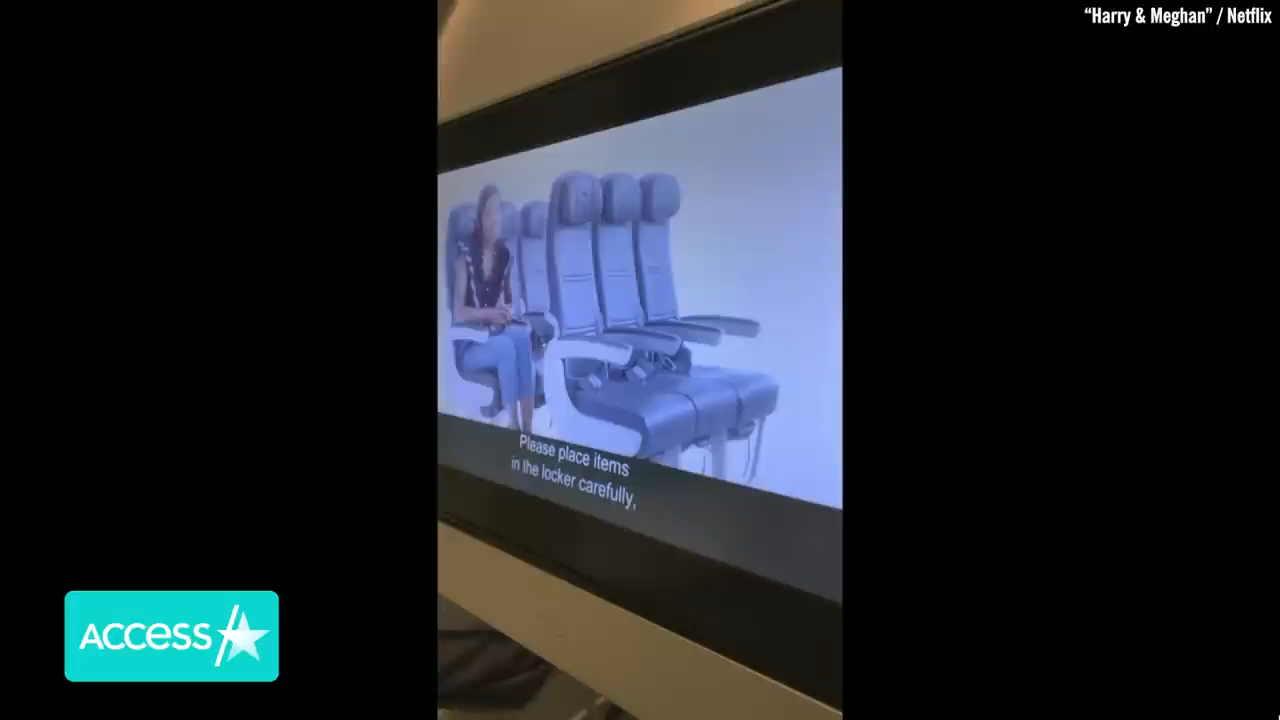 “Harry & Meghan” / Netflix
Please place items
in the locker carefully,
ACCESS